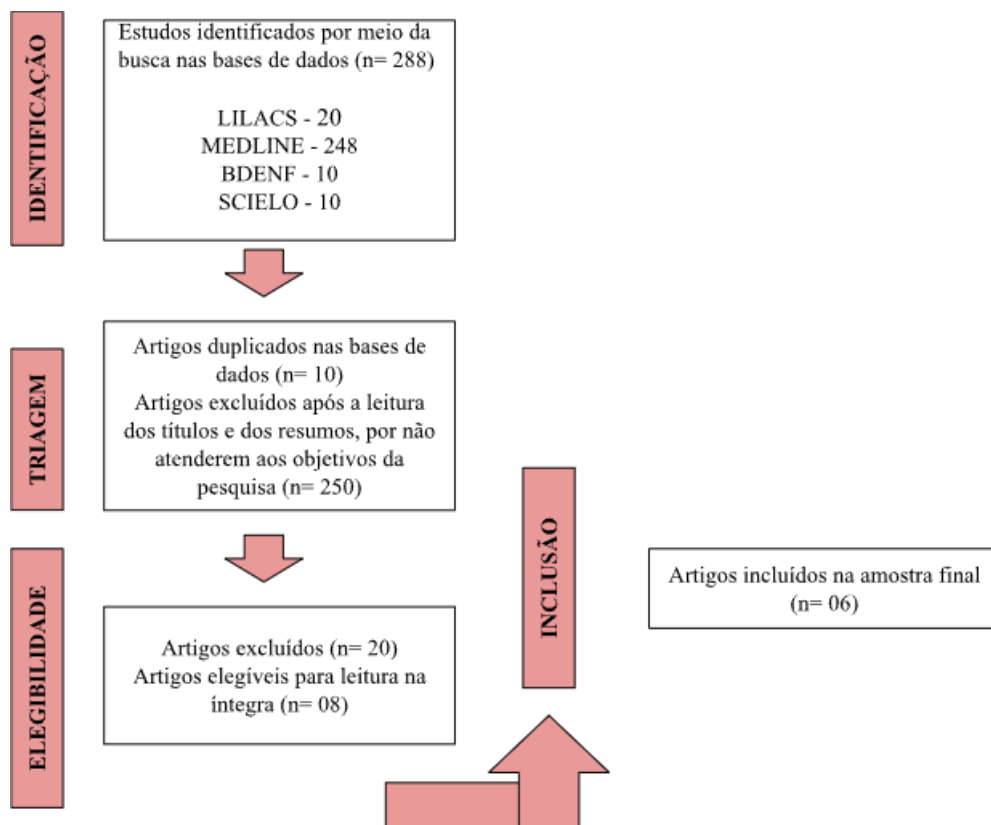 IDENTIFICAÇÃO
Estudos identificados por meio da
busca nas bases de dados (n= 288)
LILACS - 20
MEDLINE - 248
BDENF - 10
SCIELO - 10
TRIAGEM
Artigos duplicados nas bases de
dados (n= 10)
Artigos excluídos após a leitura
dos títulos e dos resumos, por não
atenderem aos objetivos da
pesquisa (n= 250)
ELEGIBILIDADE
Artigos excluídos (n= 20)
Artigos elegíveis para leitura na
íntegra (n= 08)
INCLUSÃO
Artigos incluídos na amostra final
(n= 06)